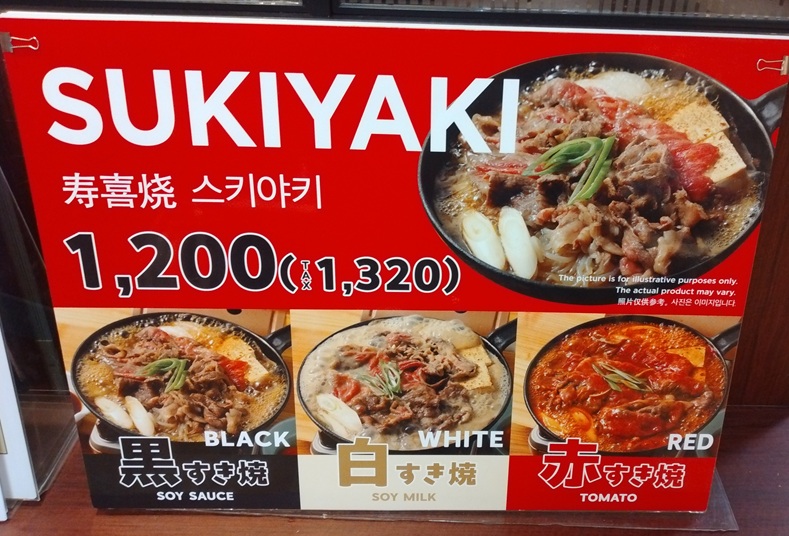 SUKIYAKI
寿喜烧 스키야키
1,200(TAX 1,320)
The picture is for illustrative purposes only.
The actual product may vary.
照片仅供参考。사진은 이미지입니다.
BLACK
黒すき焼
SOY SAUCE
WHITE
白すき焼
SOY MILK
RED
赤すき焼
TOMATO